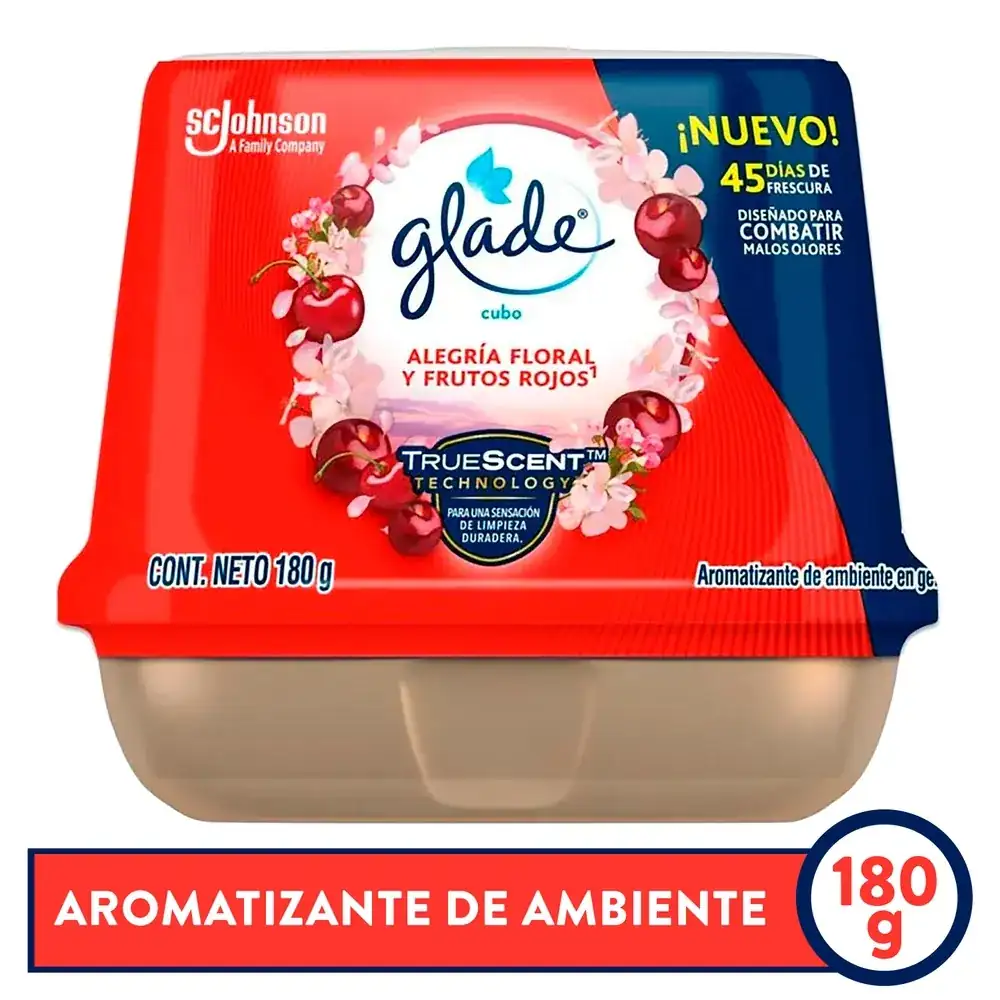 SCJohnson
A Family Company
¡NUEVO!
45 DÍAS DE
FRESCURA
DISEÑADO PARA
COMBATIR
MALOS OLORES
glade®
cubo
ALEGRÍA FLORAL
Y FRUTOS ROJOS¹
TRUESCENT™
TECHNOLOGY
PARA UNA SENSACIÓN
DE LIMPIEZA
DURADERA.
CONT. NETO 180 g
Aromatizante de ambiente en ge
AROMATIZANTE DE AMBIENTE
180
g